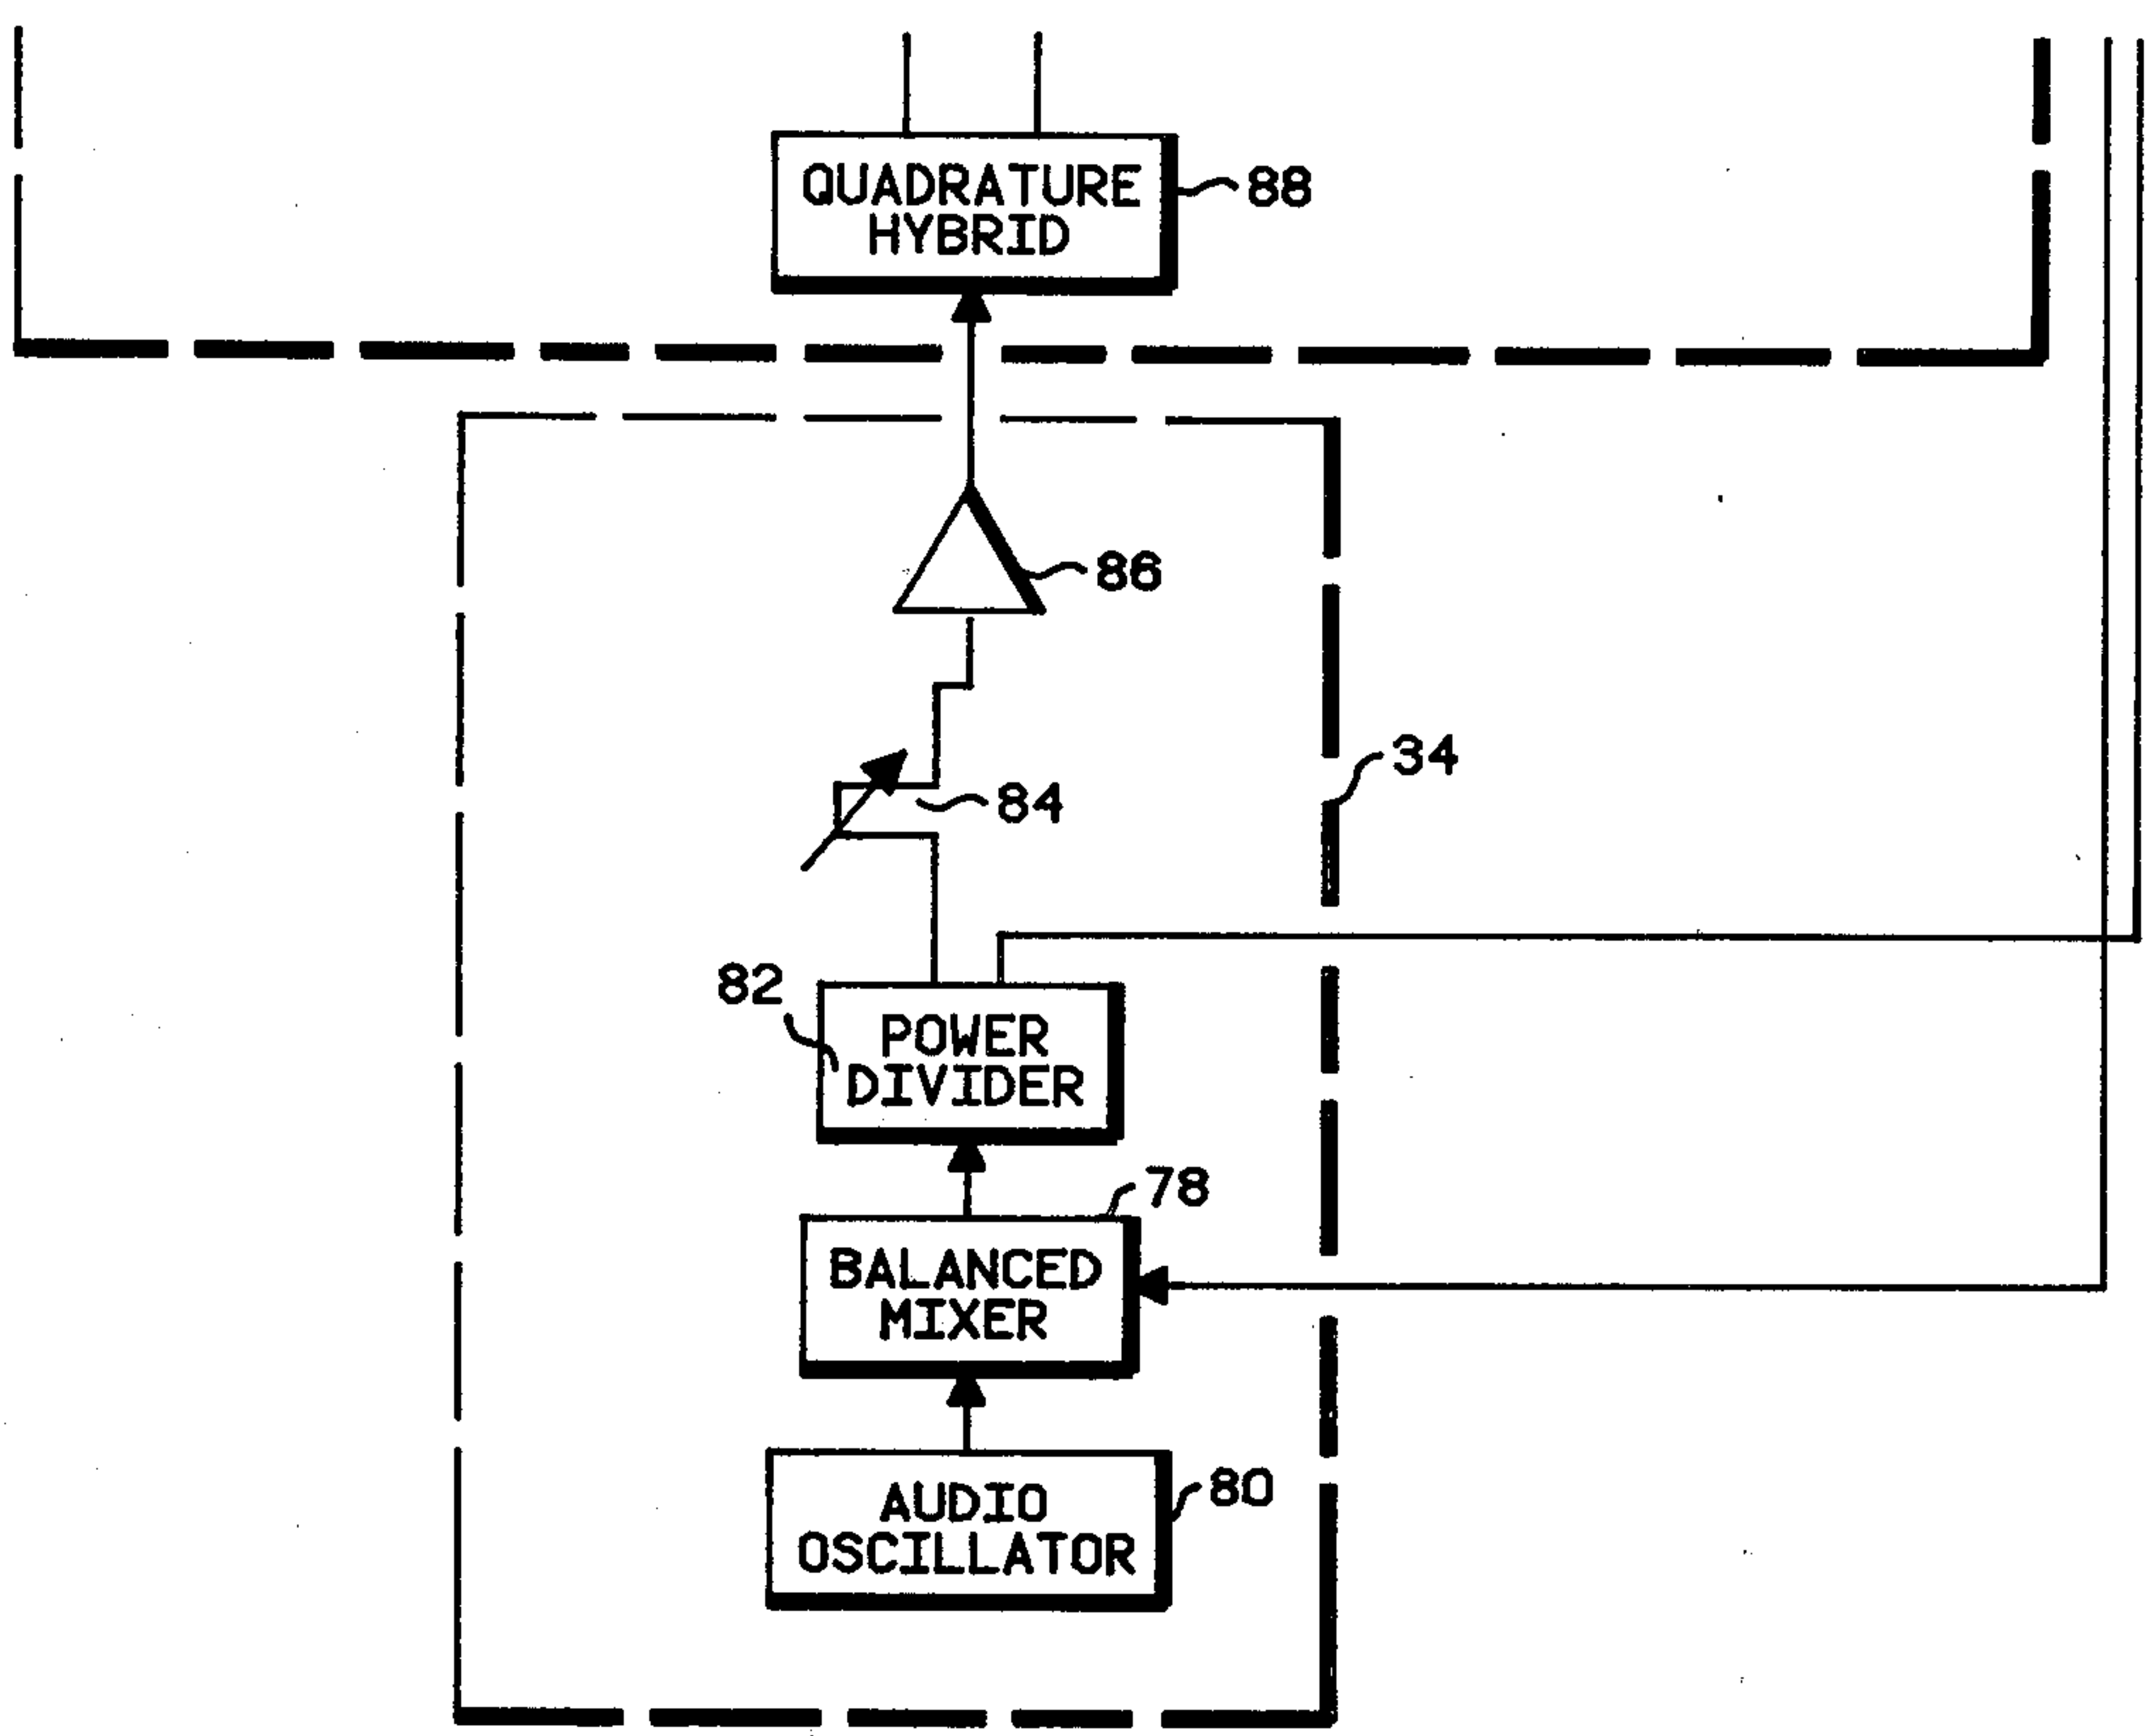 QUADRATURE
HYBRID
88
86
34
84
82
POWER
DIVIDER
78
BALANCED
MIXER
80
AUDIO
OSCILLATOR